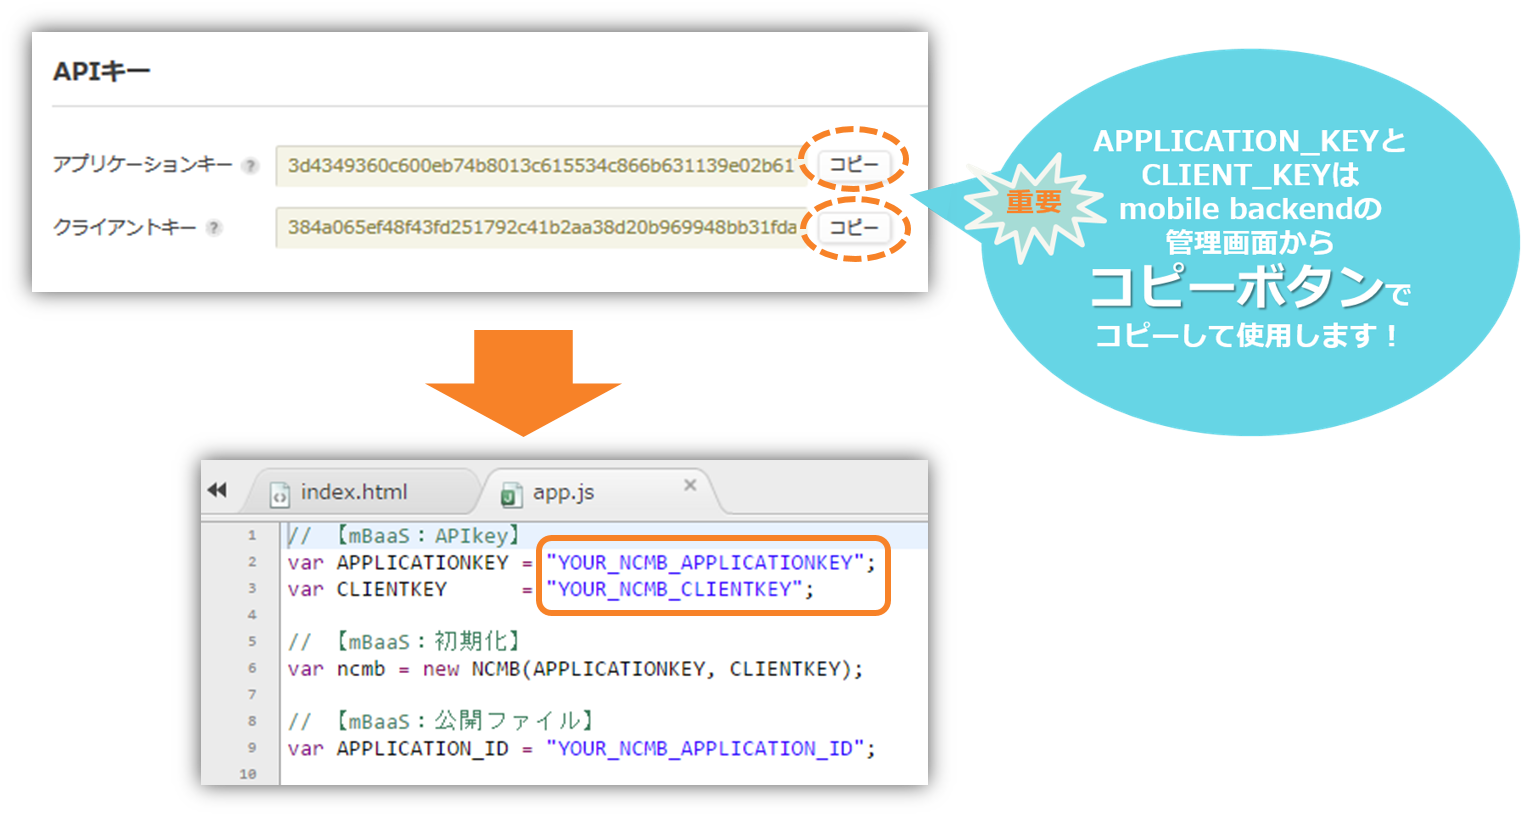 APIキー
アプリケーションキー ?
3d4349360c600eb74b8013c615534c866b631139e02b61
コピー
クライアントキー ?
384a065ef48f43fd251792c41b2aa38d20b969948bb31fda
コピー
重要
APPLICATION_KEYと
CLIENT_KEYは
mobile backendの
管理画面から
コピーボタンで
コピーして使用します！
index.html
app.js
1 // 【mBaaS：APIkey】
2 var APPLICATIONKEY = "YOUR_NCMB_APPLICATIONKEY";
3 var CLIENTKEY = "YOUR_NCMB_CLIENTKEY";
4
5 // 【mBaaS：初期化】
6 var ncmb = new NCMB(APPLICATIONKEY, CLIENTKEY);
7
8 // 【mBaaS：公開ファイル】
9 var APPLICATION_ID = "YOUR_NCMB_APPLICATION_ID";
10